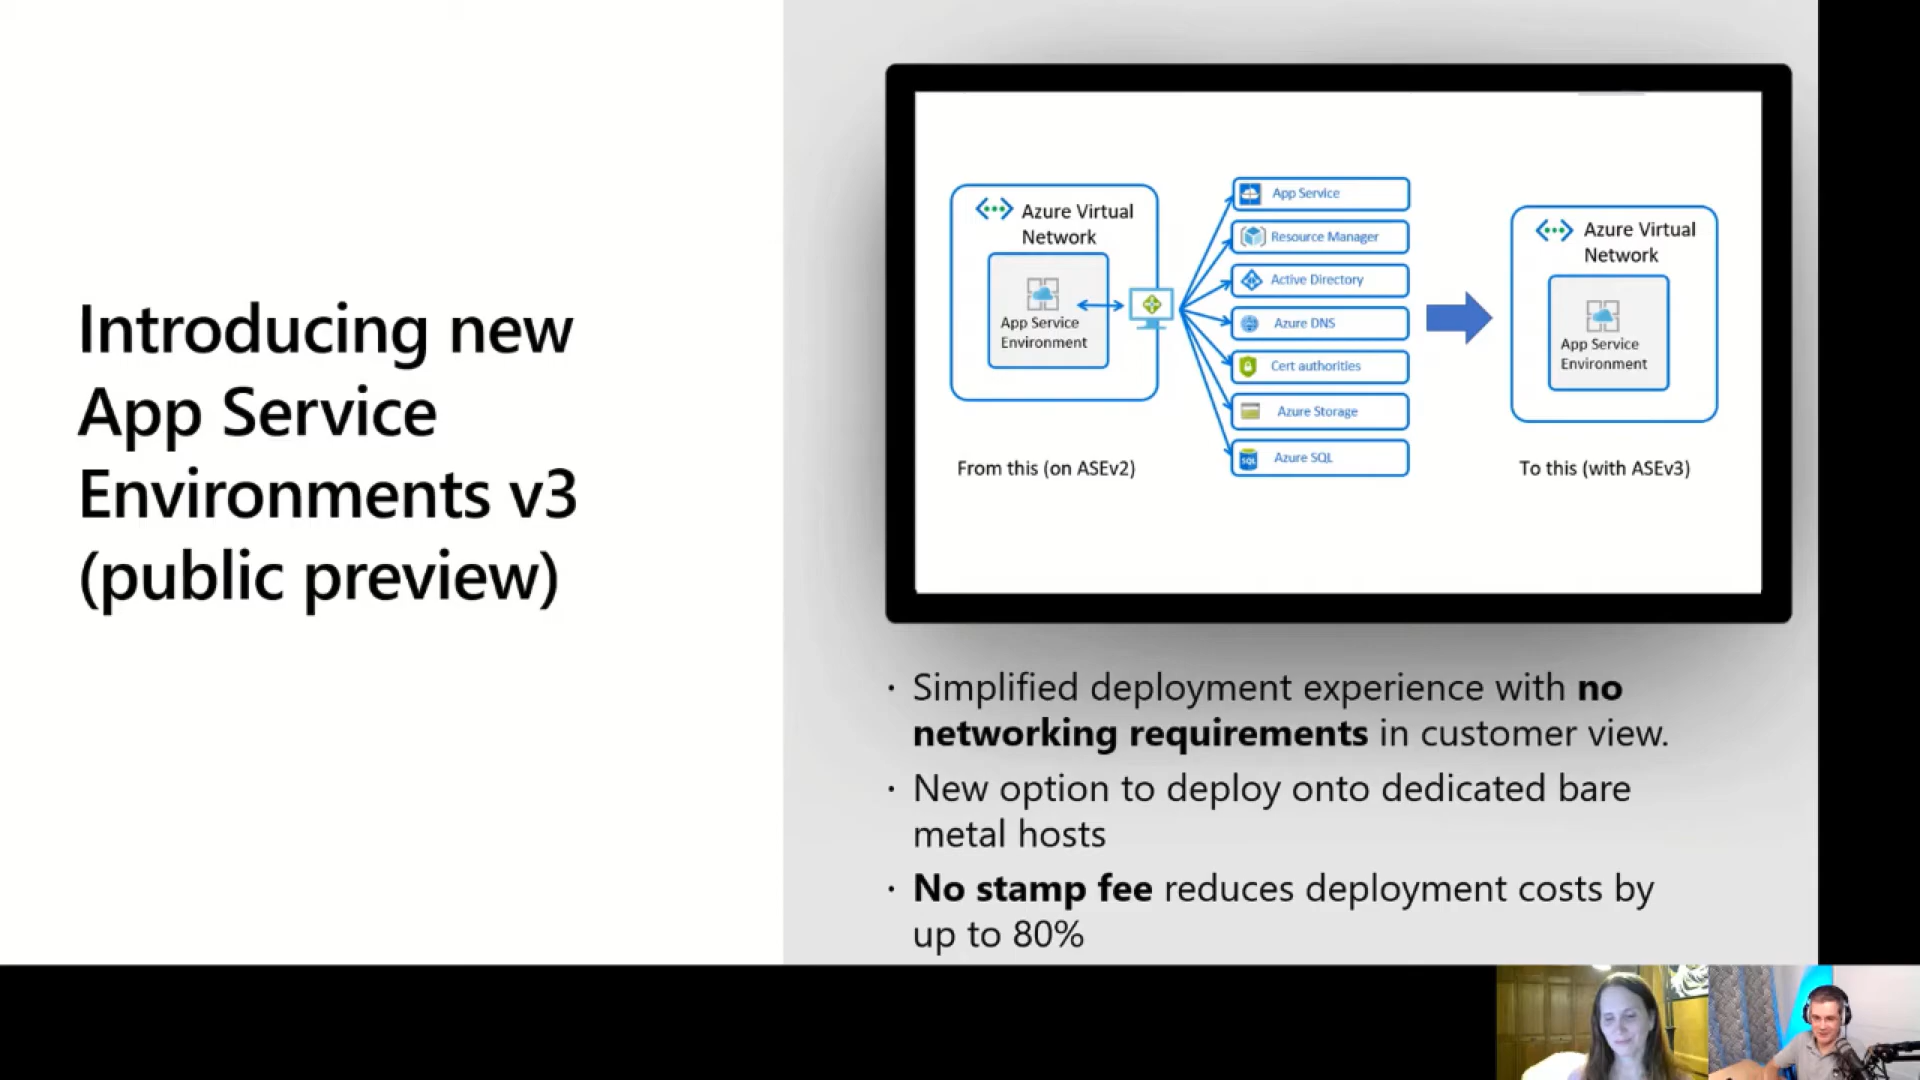 Introducing new
App Service
Environments v3
(public preview)
Azure Virtual
Network
App Service
Environment
From this (on ASEv2)
App Service
Resource Manager
Active Directory
Azure DNS
Cert authorities
Azure Storage
SQL
Azure SQL
Azure Virtual
Network
App Service
Environment
To this (with ASEv3)
· Simplified deployment experience with no
networking requirements in customer view.
· New option to deploy onto dedicated bare
metal hosts
· No stamp fee reduces deployment costs by
up to 80%